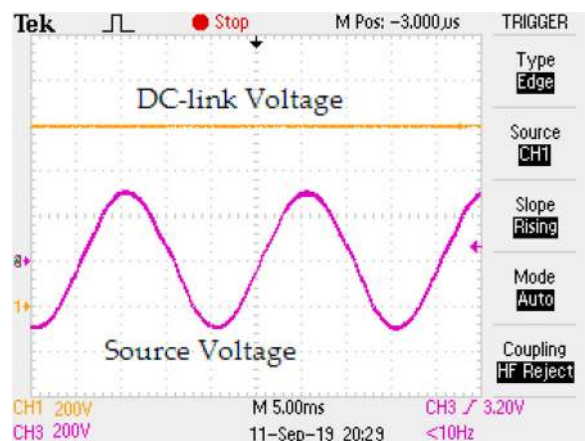 Tek Stop M Pos: -3.000µs TRIGGER
DC-link Voltage
Type
Edge
Source
CH1
Slope
Rising
Mode
Auto
Source Voltage
Coupling
HF Reject
1
CH1 200V M 5.00ms CH3 3.20V
CH3 200V 11-Sep-19 20:29 <10Hz